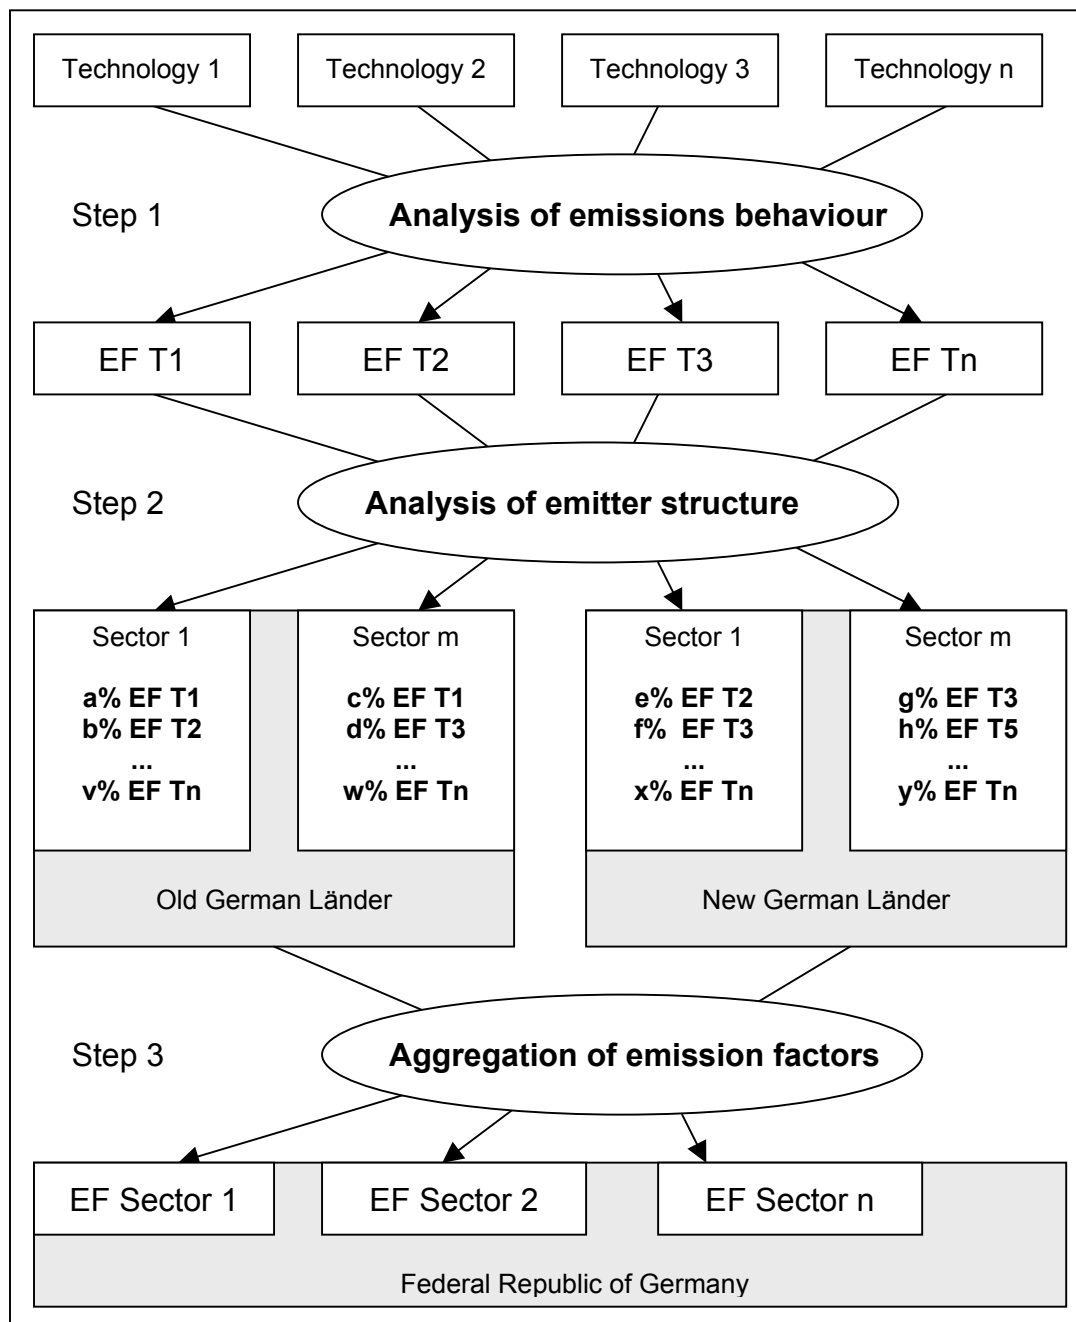 Technology 1
Technology 2
Technology 3
Technology n
Step 1
Analysis of emissions behaviour
EF T1
EF T2
EF T3
EF Tn
Step 2
Analysis of emitter structure
Sector 1
a% EF T1
b% EF T2
...
v% EF Tn
Sector m
c% EF T1
d% EF T3
...
w% EF Tn
Old German Länder
Sector 1
e% EF T2
f% EF T3
...
x% EF Tn
Sector m
g% EF T3
h% EF T5
...
y% EF Tn
New German Länder
Step 3
Aggregation of emission factors
EF Sector 1
EF Sector 2
EF Sector n
Federal Republic of Germany